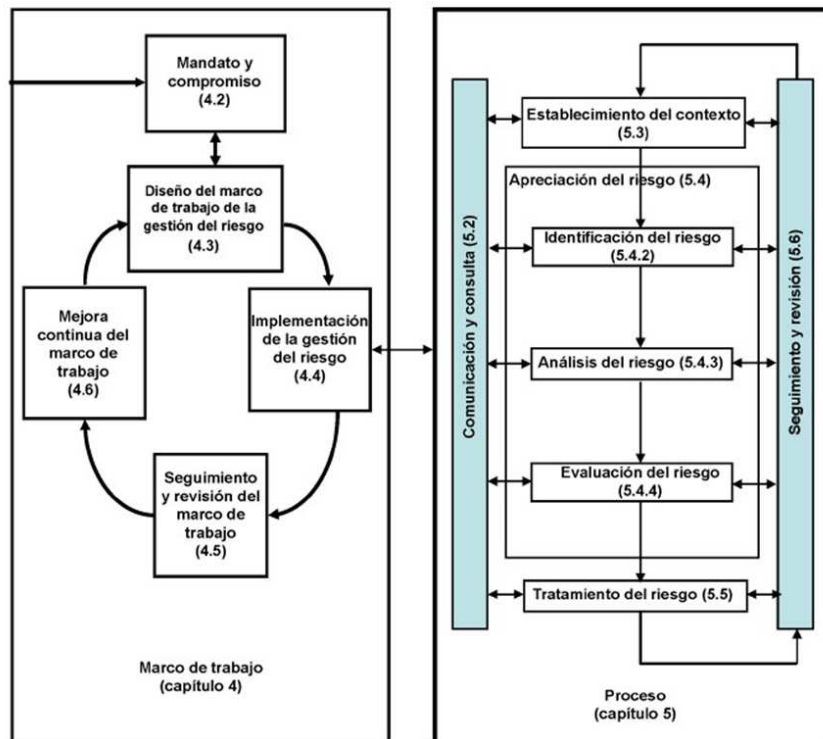 Mandato y
compromiso
(4.2)
Diseño del marco
de trabajo de la
gestión del riesgo
(4.3)
Mejora
continua del
marco de
trabajo
(4.6)
Implementación
de la gestión
del riesgo
(4.4)
Seguimiento
y revisión del
marco de
trabajo
(4.5)
Marco de trabajo
(capítulo 4)
Comunicación y consulta (5.2)
Establecimiento del contexto
(5.3)
Apreciación del riesgo (5.4)
Identificación del riesgo
(5.4.2)
Análisis del riesgo (5.4.3)
Evaluación del riesgo
(5.4.4)
Tratamiento del riesgo (5.5)
Seguimiento y revisión (5.6)
Proceso
(capítulo 5)